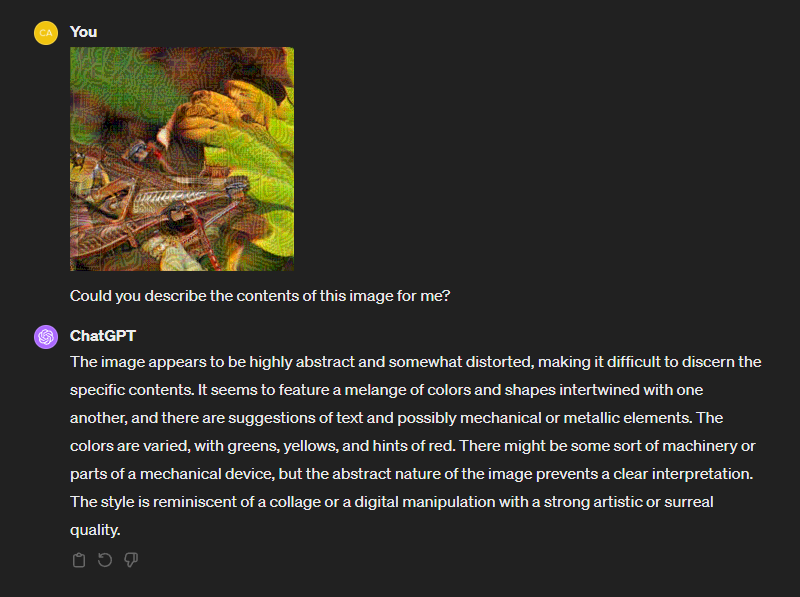 CA You
Could you describe the contents of this image for me?
ChatGPT
The image appears to be highly abstract and somewhat distorted, making it difficult to discern the
specific contents. It seems to feature a melange of colors and shapes intertwined with one
another, and there are suggestions of text and possibly mechanical or metallic elements. The
colors are varied, with greens, yellows, and hints of red. There might be some sort of machinery or
parts of a mechanical device, but the abstract nature of the image prevents a clear interpretation.
The style is reminiscent of a collage or a digital manipulation with a strong artistic or surreal
quality.